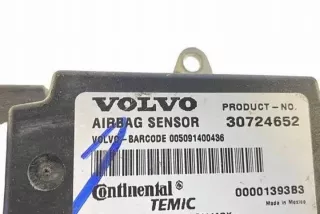 VOLVO PRODUCT-NO.
AIRBAG SENSOR 30724652
VOLVO-BARCODE 005091400436
Continental 0000139383
TEMIC Made in Mexico